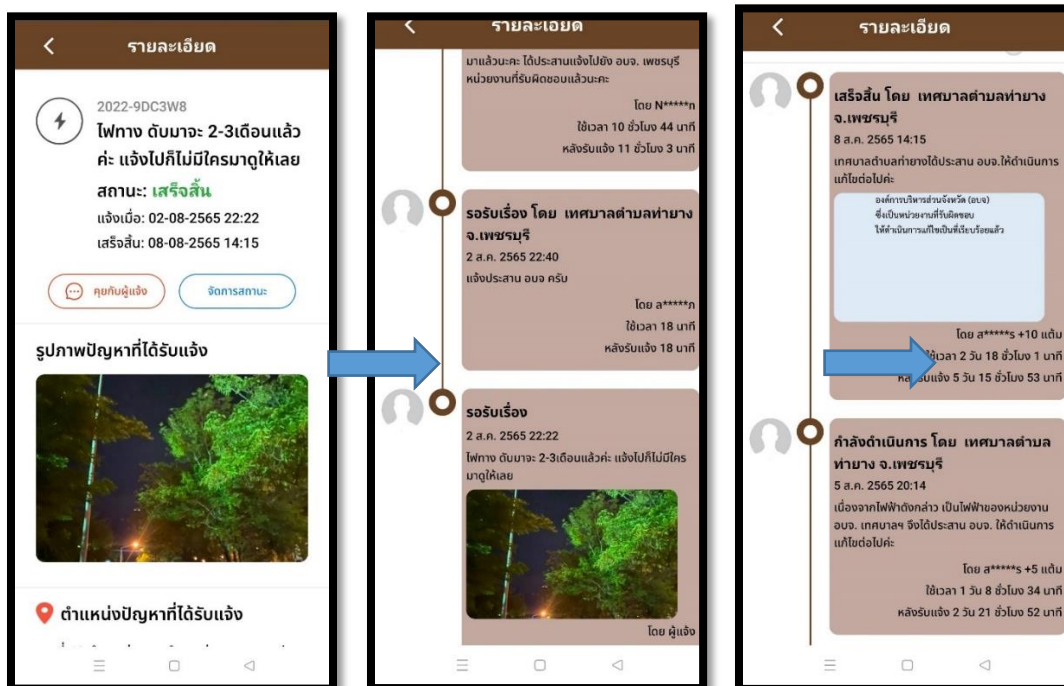 รายละเอียด
2022-9DC3W8
ไฟทาง ดับมาจะ 2-3เดือนแล้ว
ค่ะ แจ้งไปก็ไม่มีใครมาดูให้เลย
สถานะ: เสร็จสิ้น
แจ้งเมื่อ: 02-08-2565 22:22
เสร็จสิ้น: 08-08-2565 14:15
คุยกับผู้แจ้ง
จัดการสถานะ
รูปภาพปัญหาที่ได้รับแจ้ง
ตำแหน่งปัญหาที่ได้รับแจ้ง
รายละเอียด
มาแล้วนะคะ ได้ประสานแจ้งไปยัง อบจ. เพชรบุรี
หน่วยงานที่รับผิดชอบแล้วนะคะ
โดย N*****n
ใช้เวลา 10 ชั่วโมง 44 นาที
หลังรับแจ้ง 11 ชั่วโมง 3 นาที
รอรับเรื่อง โดย เทศบาลตำบลท่ายาง
จ.เพชรบุรี
2 ส.ค. 2565 22:40
แจ้งประสาน อบจ ครับ
โดย a*****ภ
ใช้เวลา 18 นาที
หลังรับแจ้ง 18 นาที
รอรับเรื่อง
2 ส.ค. 2565 22:22
ไฟทาง ดับมาจะ 2-3เดือนแล้วค่ะ แจ้งไปก็ไม่มีใคร
มาดูให้เลย
โดย ผู้แจ้ง
รายละเอียด
เสร็จสิ้น โดย เทศบาลตำบลท่ายาง
จ.เพชรบุรี
8 ส.ค. 2565 14:15
เทศบาลตำบลท่ายางได้ประสาน อบจ.ให้ดำเนินการ
แก้ไขต่อไปค่ะ
องค์การบริหารส่วนจังหวัด (อบจ)
ซึ่งเป็นหน่วยงานที่รับผิดชอบ
ให้ดำเนินการแก้ไขเป็นที่เรียบร้อยแล้ว
โดย ส*****s +10 แต้ม
ใช้เวลา 2 วัน 18 ชั่วโมง 1 นาที
หลังรับแจ้ง 5 วัน 15 ชั่วโมง 53 นาที
กำลังดำเนินการ โดย เทศบาลตำบล
ท่ายาง จ.เพชรบุรี
5 ส.ค. 2565 20:14
เนื่องจากไฟฟ้าดังกล่าว เป็นไฟฟ้าของหน่วยงาน
อบจ. เทศบาลฯ จึงได้ประสาน อบจ. ให้ดำเนินการ
แก้ไขต่อไปค่ะ
โดย ส*****s +5 แต้ม
ใช้เวลา 1 วัน 8 ชั่วโมง 34 นาที
หลังรับแจ้ง 2 วัน 21 ชั่วโมง 52 นาที